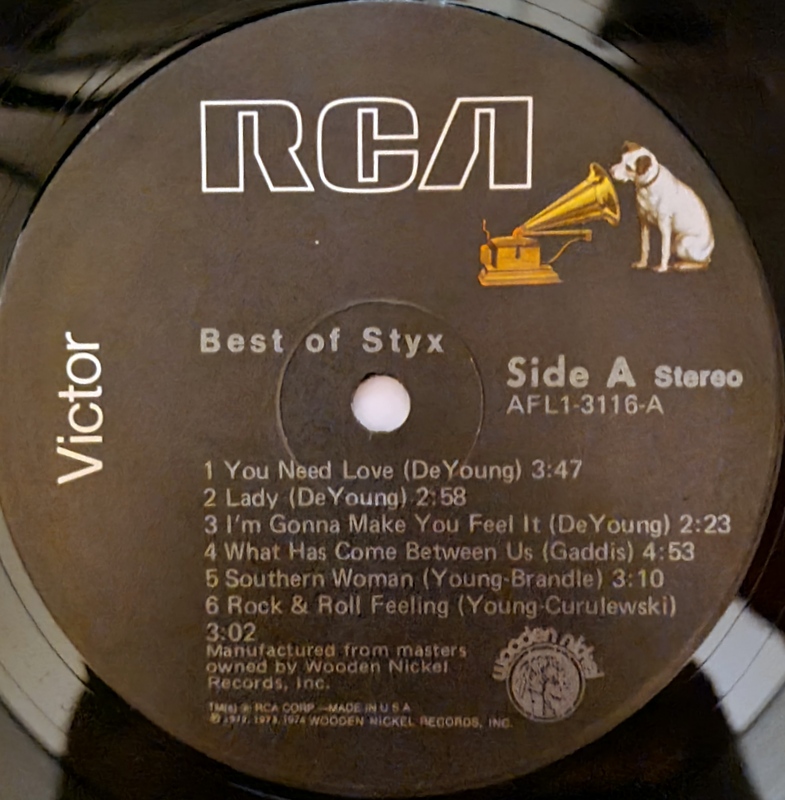 RCA
Victor
Best of Styx
Side A Stereo
AFL1-3116-A
1 You Need Love (DeYoung) 3:47
2 Lady (DeYoung) 2:58
3 I'm Gonna Make You Feel It (DeYoung) 2:23
4 What Has Come Between Us (Gaddis) 4:53
5 Southern Woman (Young-Brandle) 3:10
6 Rock & Roll Feeling (Young-Curulewski)
3:02
Manufactured from masters
owned by Wooden Nickel
Records, Inc.
wooden nickel
TM(s) ® RCA CORP.—MADE IN U.S.A
℗ 1972, 1973, 1974 WOODEN NICKEL RECORDS, INC.